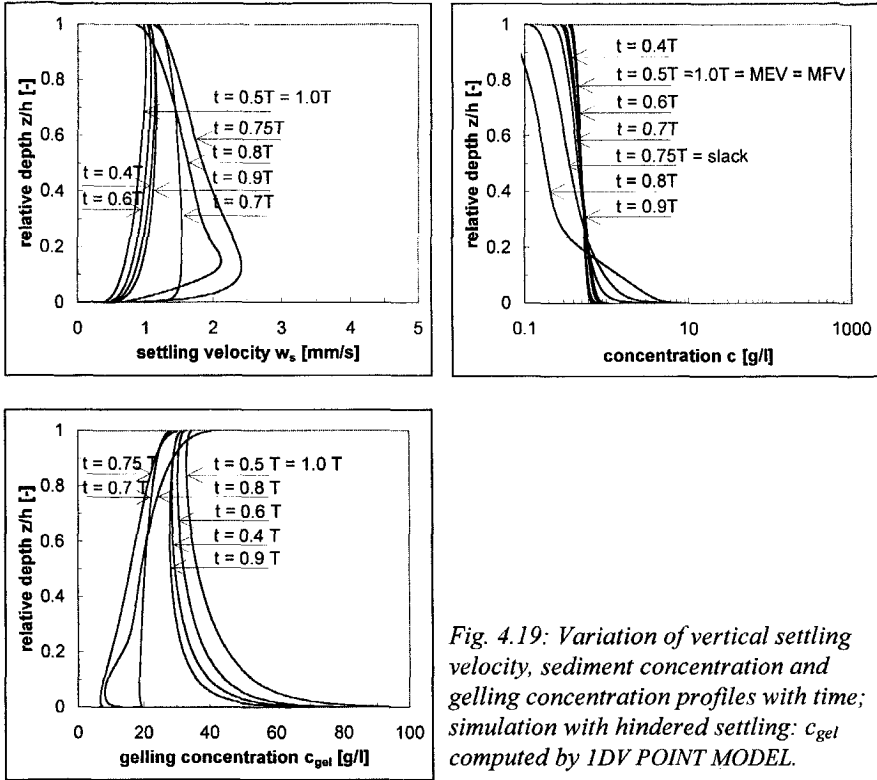 1
0.8
0.6
0.4
0.2
0
relative depth z/h [-]
t = 0.5T = 1.0T
t = 0.75T
t = 0.8T
t = 0.4T
t = 0.9T
t = 0.6T
t = 0.7T
0 1 2 3 4 5
settling velocity ws [mm/s]
1
0.8
0.6
0.4
0.2
0
relative depth z/h [-]
t = 0.4T
t = 0.5T =1.0T = MEV = MFV
t = 0.6T
t = 0.7T
t = 0.75T = slack
t = 0.8T
t = 0.9T
0.1 10 1000
concentration c [g/l]
1
0.8
0.6
0.4
0.2
0
relative depth z/h [-]
t = 0.75 T
t = 0.5 T = 1.0 T
t = 0.7 T
t = 0.8 T
t = 0.6 T
t = 0.4 T
t = 0.9 T
0 20 40 60 80 100
gelling concentration cgel [g/l]
Fig. 4.19: Variation of vertical settling
velocity, sediment concentration and
gelling concentration profiles with time;
simulation with hindered settling: cgel
computed by 1DV POINT MODEL.